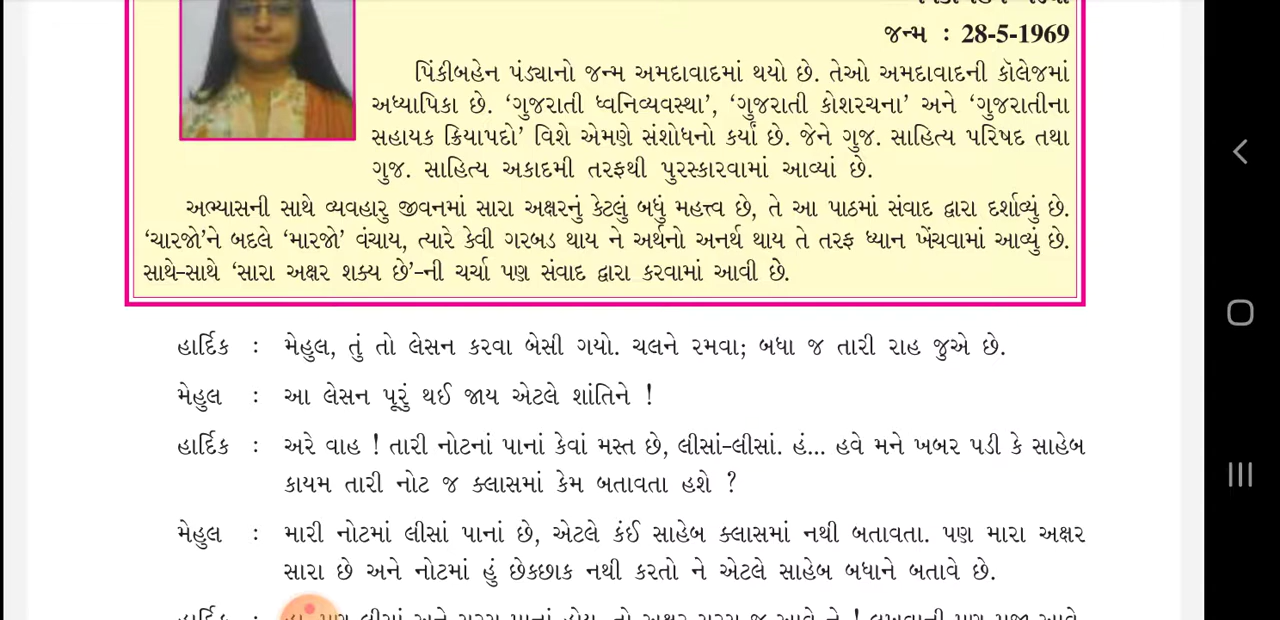 જન્મ : 28-5-1969
પિંકીબહેન પંડ્યાનો જન્મ અમદાવાદમાં થયો છે. તેઓ અમદાવાદની કૉલેજમાં
અધ્યાપિકા છે. ‘ગુજરાતી ધ્વનિવ્યવસ્થા’, ‘ગુજરાતી કોશરચના’ અને ‘ગુજરાતીના
સહાયક ક્રિયાપદો’ વિશે એમણે સંશોધનો કર્યાં છે. જેને ગુજ. સાહિત્ય પરિષદ તથા
ગુજ. સાહિત્ય અકાદમી તરફથી પુરસ્કારવામાં આવ્યાં છે.
અભ્યાસની સાથે વ્યવહારુ જીવનમાં સારા અક્ષરનું કેટલું બધું મહત્ત્વ છે, તે આ પાઠમાં સંવાદ દ્વારા દર્શાવ્યું છે.
‘ચારજો’ને બદલે ‘મારજો’ વંચાય, ત્યારે કેવી ગરબડ થાય ને અર્થનો અનર્થ થાય તે તરફ ધ્યાન ખેંચવામાં આવ્યું છે.
સાથે-સાથે ‘સારા અક્ષર શક્ય છે’-ની ચર્ચા પણ સંવાદ દ્વારા કરવામાં આવી છે.
હાર્દિક : મેહુલ, તું તો લેસન કરવા બેસી ગયો. ચલને રમવા; બધા જ તારી રાહ જુએ છે.
મેહુલ : આ લેસન પૂરું થઈ જાય એટલે શાંતિને !
હાર્દિક : અરે વાહ ! તારી નોટનાં પાનાં કેવાં મસ્ત છે, લીસાં-લીસાં. હં... હવે મને ખબર પડી કે સાહેબ
કાયમ તારી નોટ જ ક્લાસમાં કેમ બતાવતા હશે ?
મેહુલ : મારી નોટમાં લીસાં પાનાં છે, એટલે કંઈ સાહેબ ક્લાસમાં નથી બતાવતા. પણ મારા અક્ષર
સારા છે અને નોટમાં હું છેકછાક નથી કરતો ને એટલે સાહેબ બધાને બતાવે છે.